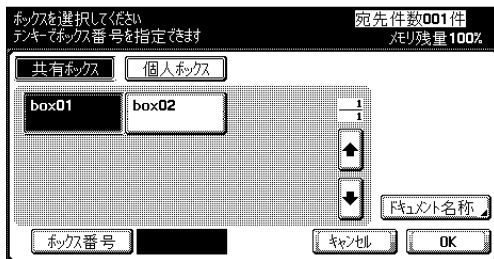 ボックスを選択してください 宛先件数001件
テンキーでボックス番号を指定できます メモリ残量100%
共有ボックス 個人ボックス
box01 box02
1
1
ドキュメント名称
ボックス番号 キャンセル OK